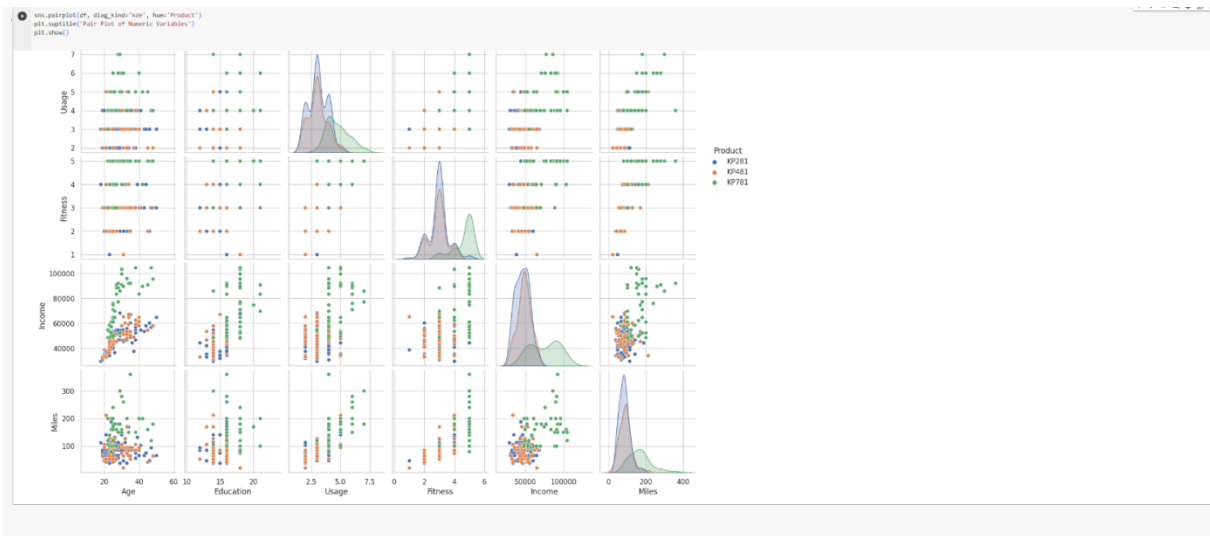 sns.pairplot(df, diag_kind='kde', hue='Product')
plt.suptitle('Pair Plot of Numeric Variables')
plt.show()
7
6
5
4
3
2
Usage
5
4
3
2
1
Fitness
Product
KP281
KP481
KP781
100000
80000
60000
40000
Income
300
200
100
Miles
20 40 60 10 15 20 2.5 5.0 7.5 0 2 4 6 50000 100000 0 200 400
Age Education Usage Fitness Income Miles